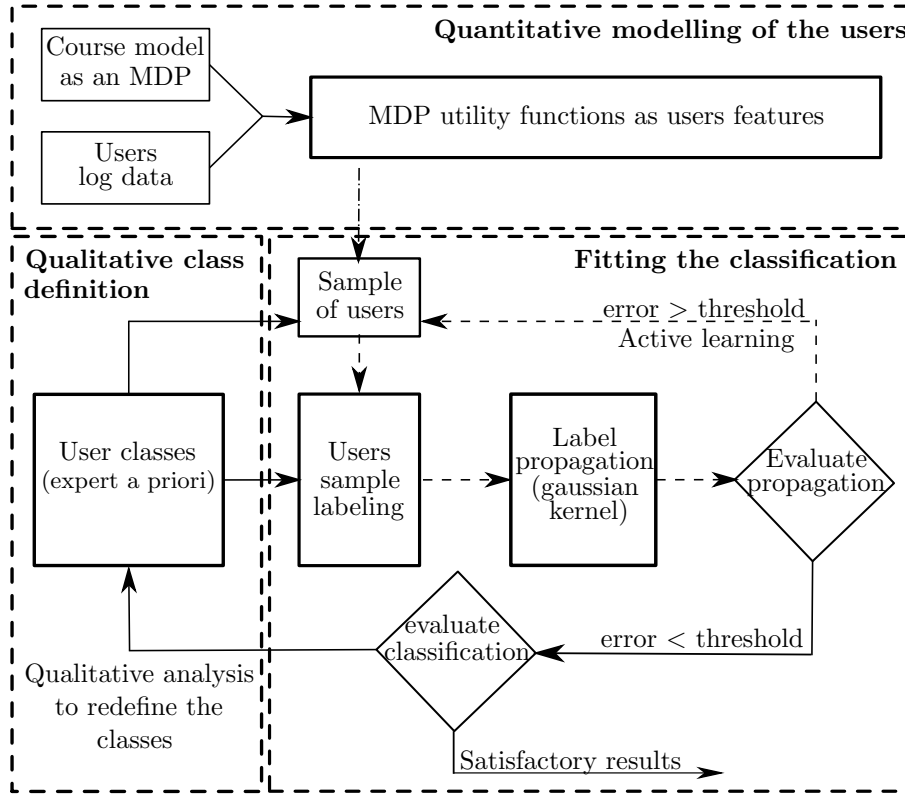 Quantitative modelling of the users
Course model
as an MDP
MDP utility functions as users features
Users
log data
Qualitative class
definition
Fitting the classification
Sample
of users
error > threshold
Active learning
User classes
(expert a priori)
Users
sample
labeling
Label
propagation
(gaussian
kernel)
Evaluate
propagation
evaluate
classification
error < threshold
Qualitative analysis
to redefine the
classes
Satisfactory results